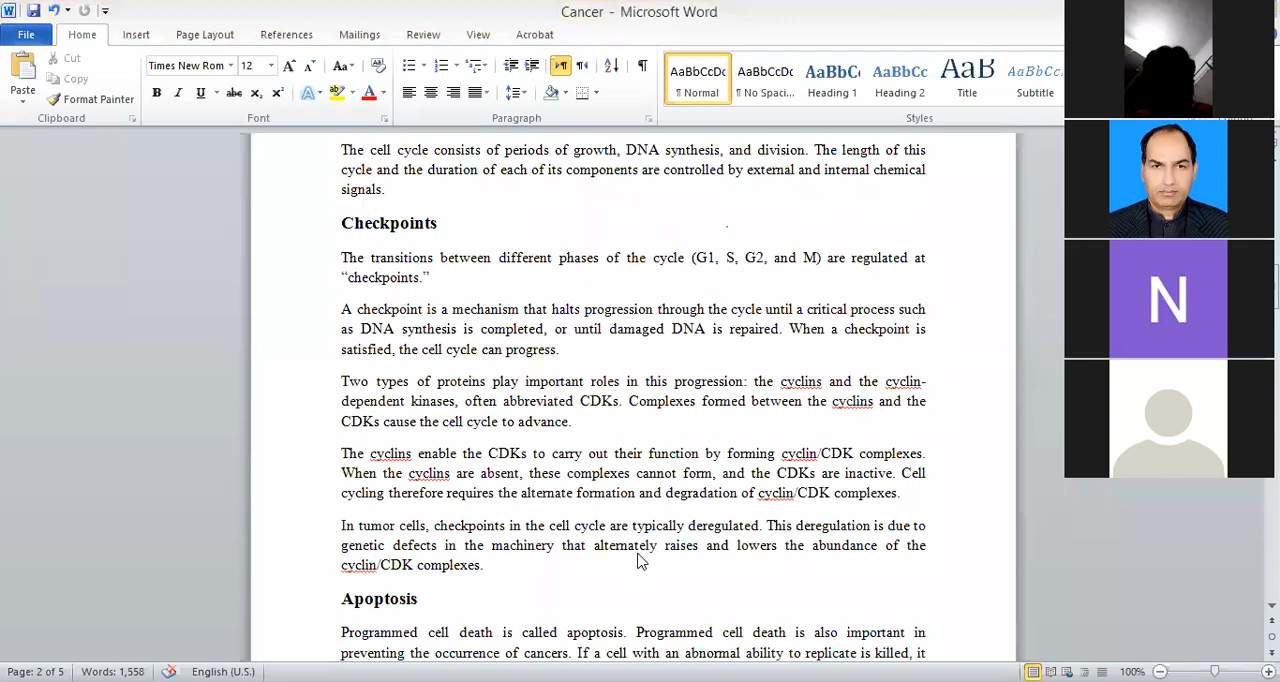 Cancer - Microsoft Word
File Home Insert Page Layout References Mailings Review View Acrobat
Cut
Copy
Format Painter
Paste
Times New Rom 12
AaBbCcDc AaBbCcDc AaBbC AaBbCc AaB AaBbCc.
¶ Normal ¶ No Spaci... Heading 1 Heading 2 Title Subtitle
Clipboard Font Paragraph Styles
The cell cycle consists of periods of growth, DNA synthesis, and division. The length of this
cycle and the duration of each of its components are controlled by external and internal chemical
signals.
Checkpoints
The transitions between different phases of the cycle (G1, S, G2, and M) are regulated at
“checkpoints.”
A checkpoint is a mechanism that halts progression through the cycle until a critical process such
as DNA synthesis is completed, or until damaged DNA is repaired. When a checkpoint is
satisfied, the cell cycle can progress.
Two types of proteins play important roles in this progression: the cyclins and the cyclin-
dependent kinases, often abbreviated CDKs. Complexes formed between the cyclins and the
CDKs cause the cell cycle to advance.
The cyclins enable the CDKs to carry out their function by forming cyclin/CDK complexes.
When the cyclins are absent, these complexes cannot form, and the CDKs are inactive. Cell
cycling therefore requires the alternate formation and degradation of cyclin/CDK complexes.
In tumor cells, checkpoints in the cell cycle are typically deregulated. This deregulation is due to
genetic defects in the machinery that alternately raises and lowers the abundance of the
cyclin/CDK complexes.
Apoptosis
Programmed cell death is called apoptosis. Programmed cell death is also important in
preventing the occurrence of cancers. If a cell with an abnormal ability to replicate is killed, it
N
Page: 2 of 5 Words: 1,558 English (U.S.) 100%